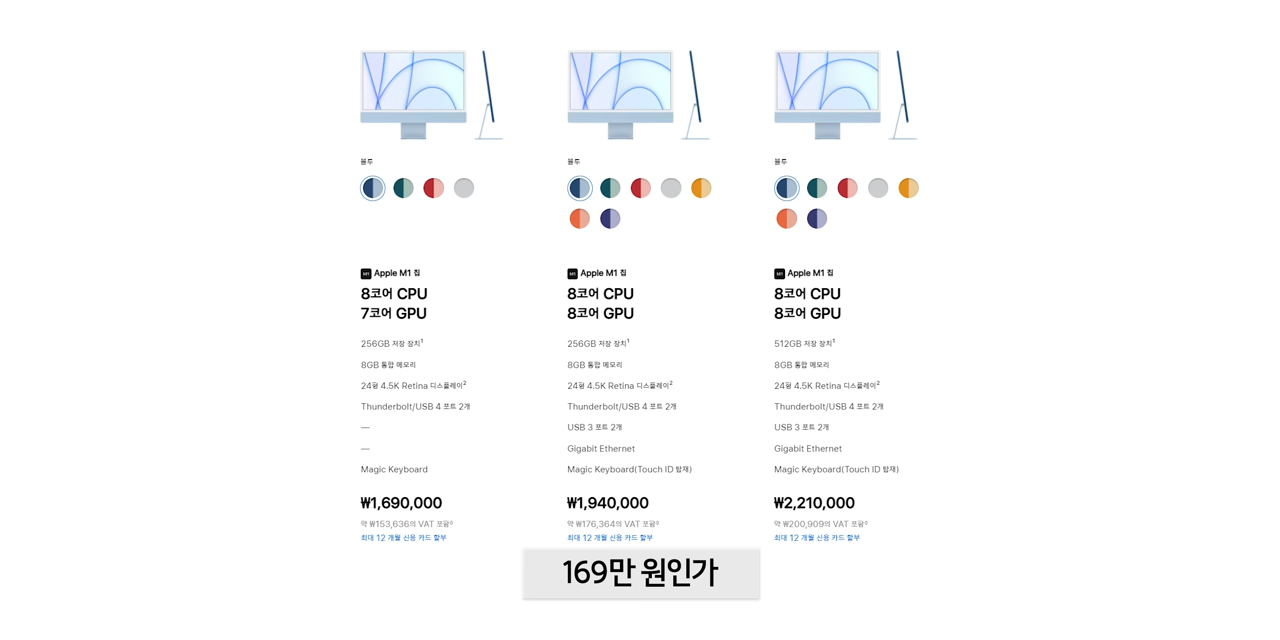 블루
M1 Apple M1 칩
8코어 CPU
7코어 GPU
256GB 저장 장치1
8GB 통합 메모리
24형 4.5K Retina 디스플레이2
Thunderbolt/USB 4 포트 2개
—
—
Magic Keyboard
₩1,690,000
약 ₩153,636의 VAT 포함◊
최대 12 개월 신용 카드 할부
블루
M1 Apple M1 칩
8코어 CPU
8코어 GPU
256GB 저장 장치1
8GB 통합 메모리
24형 4.5K Retina 디스플레이2
Thunderbolt/USB 4 포트 2개
USB 3 포트 2개
Gigabit Ethernet
Magic Keyboard(Touch ID 탑재)
₩1,940,000
약 ₩176,364의 VAT 포함◊
최대 12 개월 신용 카드 할부
블루
M1 Apple M1 칩
8코어 CPU
8코어 GPU
512GB 저장 장치1
8GB 통합 메모리
24형 4.5K Retina 디스플레이2
Thunderbolt/USB 4 포트 2개
USB 3 포트 2개
Gigabit Ethernet
Magic Keyboard(Touch ID 탑재)
₩2,210,000
약 ₩200,909의 VAT 포함◊
최대 12 개월 신용 카드 할부
169만 원인가